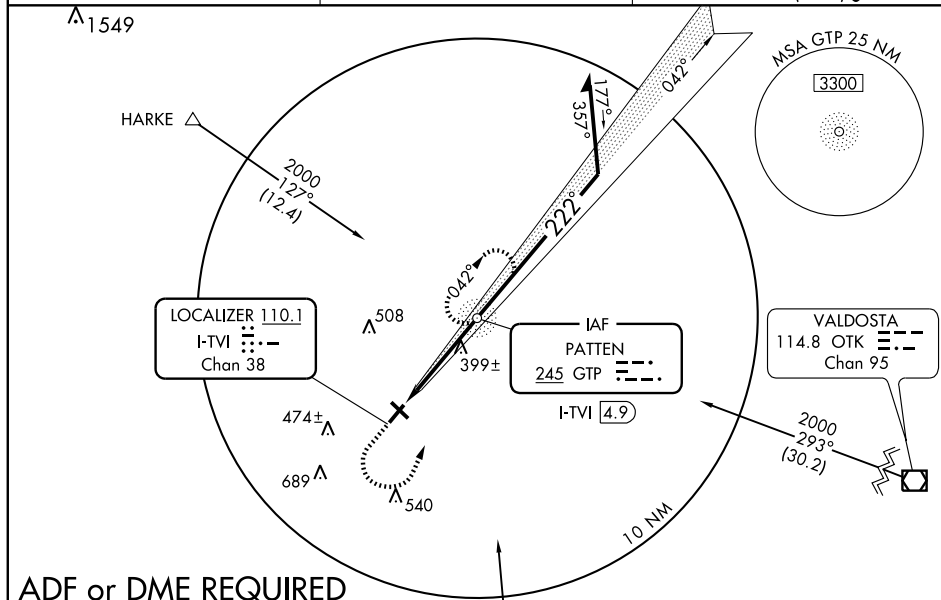 1549
MSA GTP 25 NM
3300
HARKE
2000
127°
(12.4)
177°
357°
042°
222°
042°
LOCALIZER 110.1
I-TVI
Chan 38
508
399±
IAF
PATTEN
245 GTP
I-TVI 4.9
VALDOSTA
114.8 OTK
Chan 95
474±
689
540
2000
293°
(30.2)
10 NM
ADF or DME REQUIRED